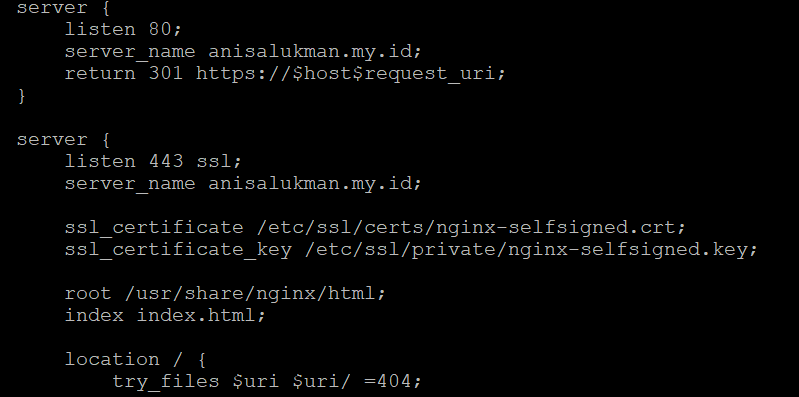 server {
    listen 80;
    server_name anisalukman.my.id;
    return 301 https://$host$request_uri;
}

server {
    listen 443 ssl;
    server_name anisalukman.my.id;

    ssl_certificate /etc/ssl/certs/nginx-selfsigned.crt;
    ssl_certificate_key /etc/ssl/private/nginx-selfsigned.key;

    root /usr/share/nginx/html;
    index index.html;

    location / {
        try_files $uri $uri/ =404;